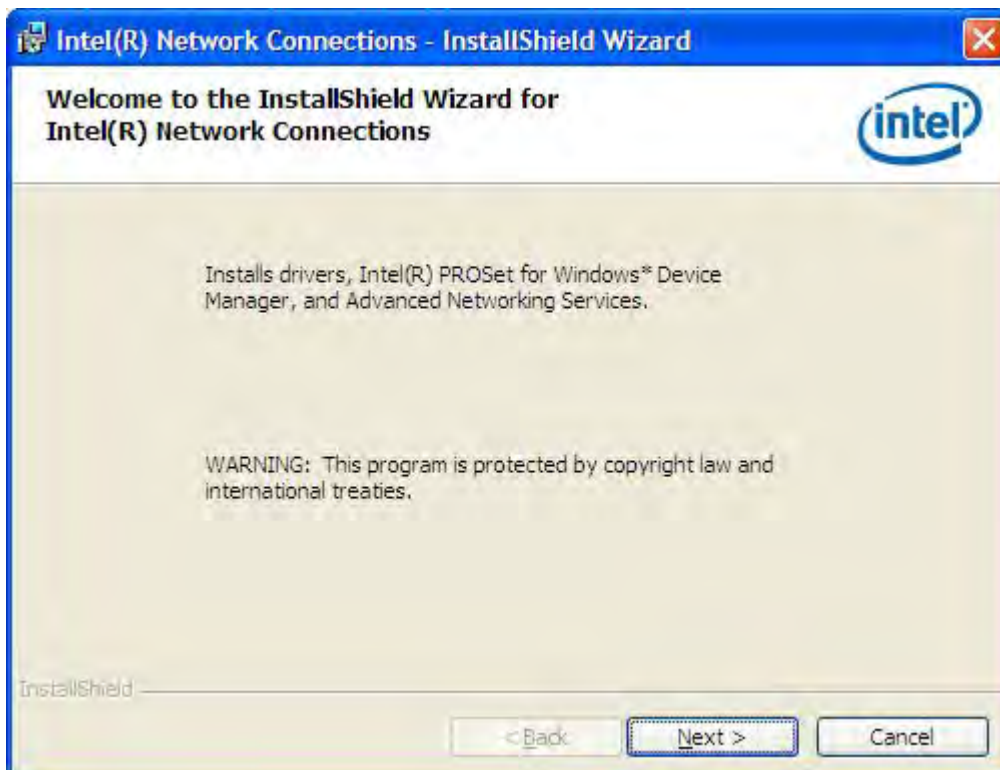 Intel(R) Network Connections - InstallShield Wizard
Welcome to the InstallShield Wizard for
Intel(R) Network Connections
intel
Installs drivers, Intel(R) PROSet for Windows* Device
Manager, and Advanced Networking Services.
WARNING: This program is protected by copyright law and
international treaties.
InstallShield
< Back
Next >
Cancel